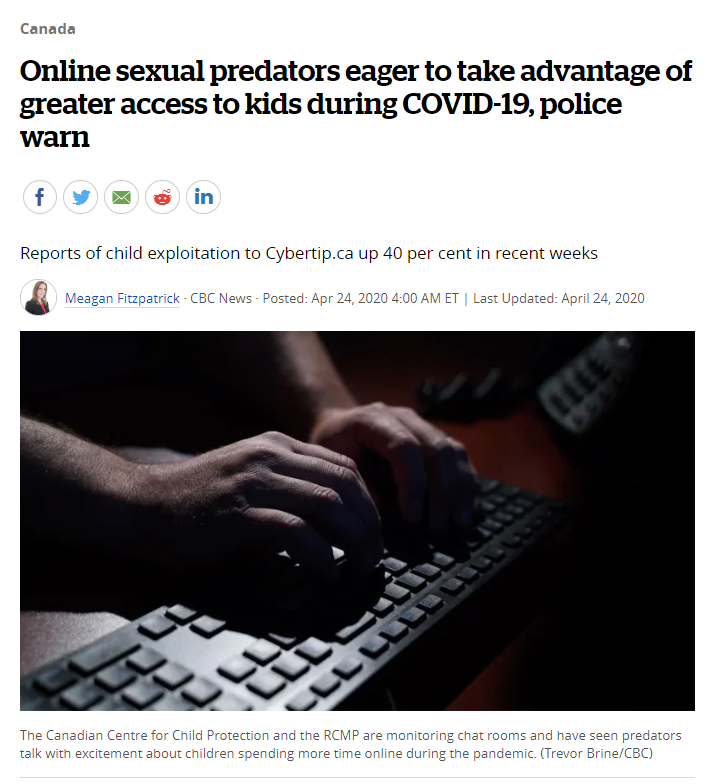 Canada
Online sexual predators eager to take advantage of
greater access to kids during COVID-19, police
warn
f in
Reports of child exploitation to Cybertip.ca up 40 per cent in recent weeks
Meagan Fitzpatrick · CBC News · Posted: Apr 24, 2020 4:00 AM ET | Last Updated: April 24, 2020
The Canadian Centre for Child Protection and the RCMP are monitoring chat rooms and have seen predators
talk with excitement about children spending more time online during the pandemic. (Trevor Brine/CBC)